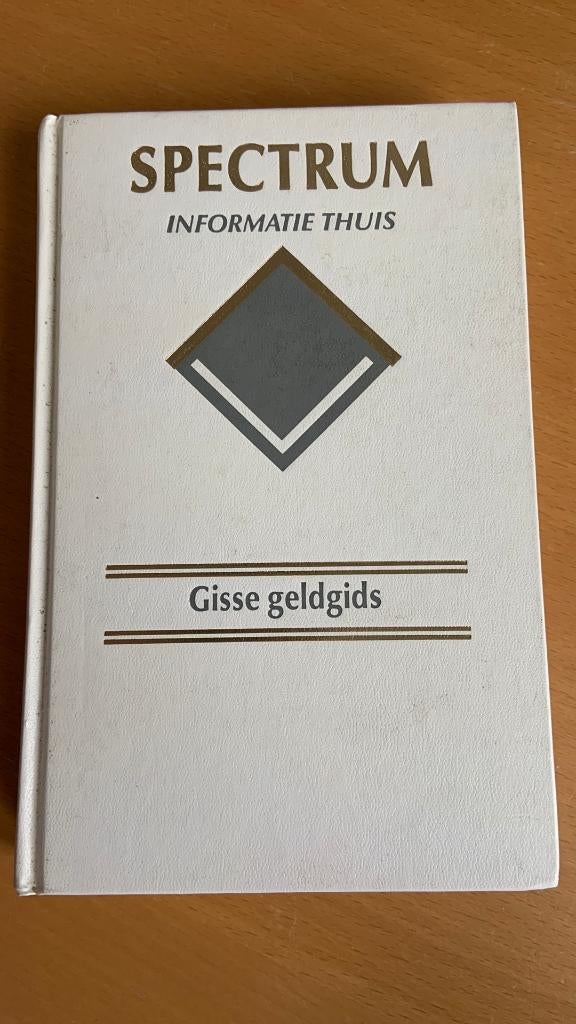 SPECTRUM
INFORMATIE THUIS
Gisse geldgids